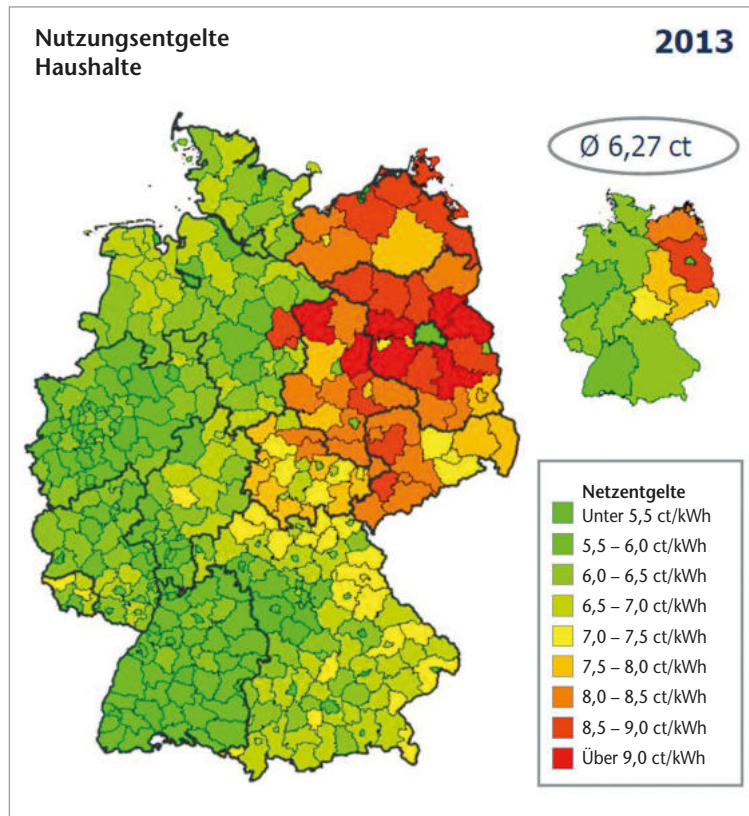 Nutzungsentgelte
Haushalte
2013
Ø 6,27 ct
Netzentgelte
Unter 5,5 ct/kWh
5,5 – 6,0 ct/kWh
6,0 – 6,5 ct/kWh
6,5 – 7,0 ct/kWh
7,0 – 7,5 ct/kWh
7,5 – 8,0 ct/kWh
8,0 – 8,5 ct/kWh
8,5 – 9,0 ct/kWh
Über 9,0 ct/kWh